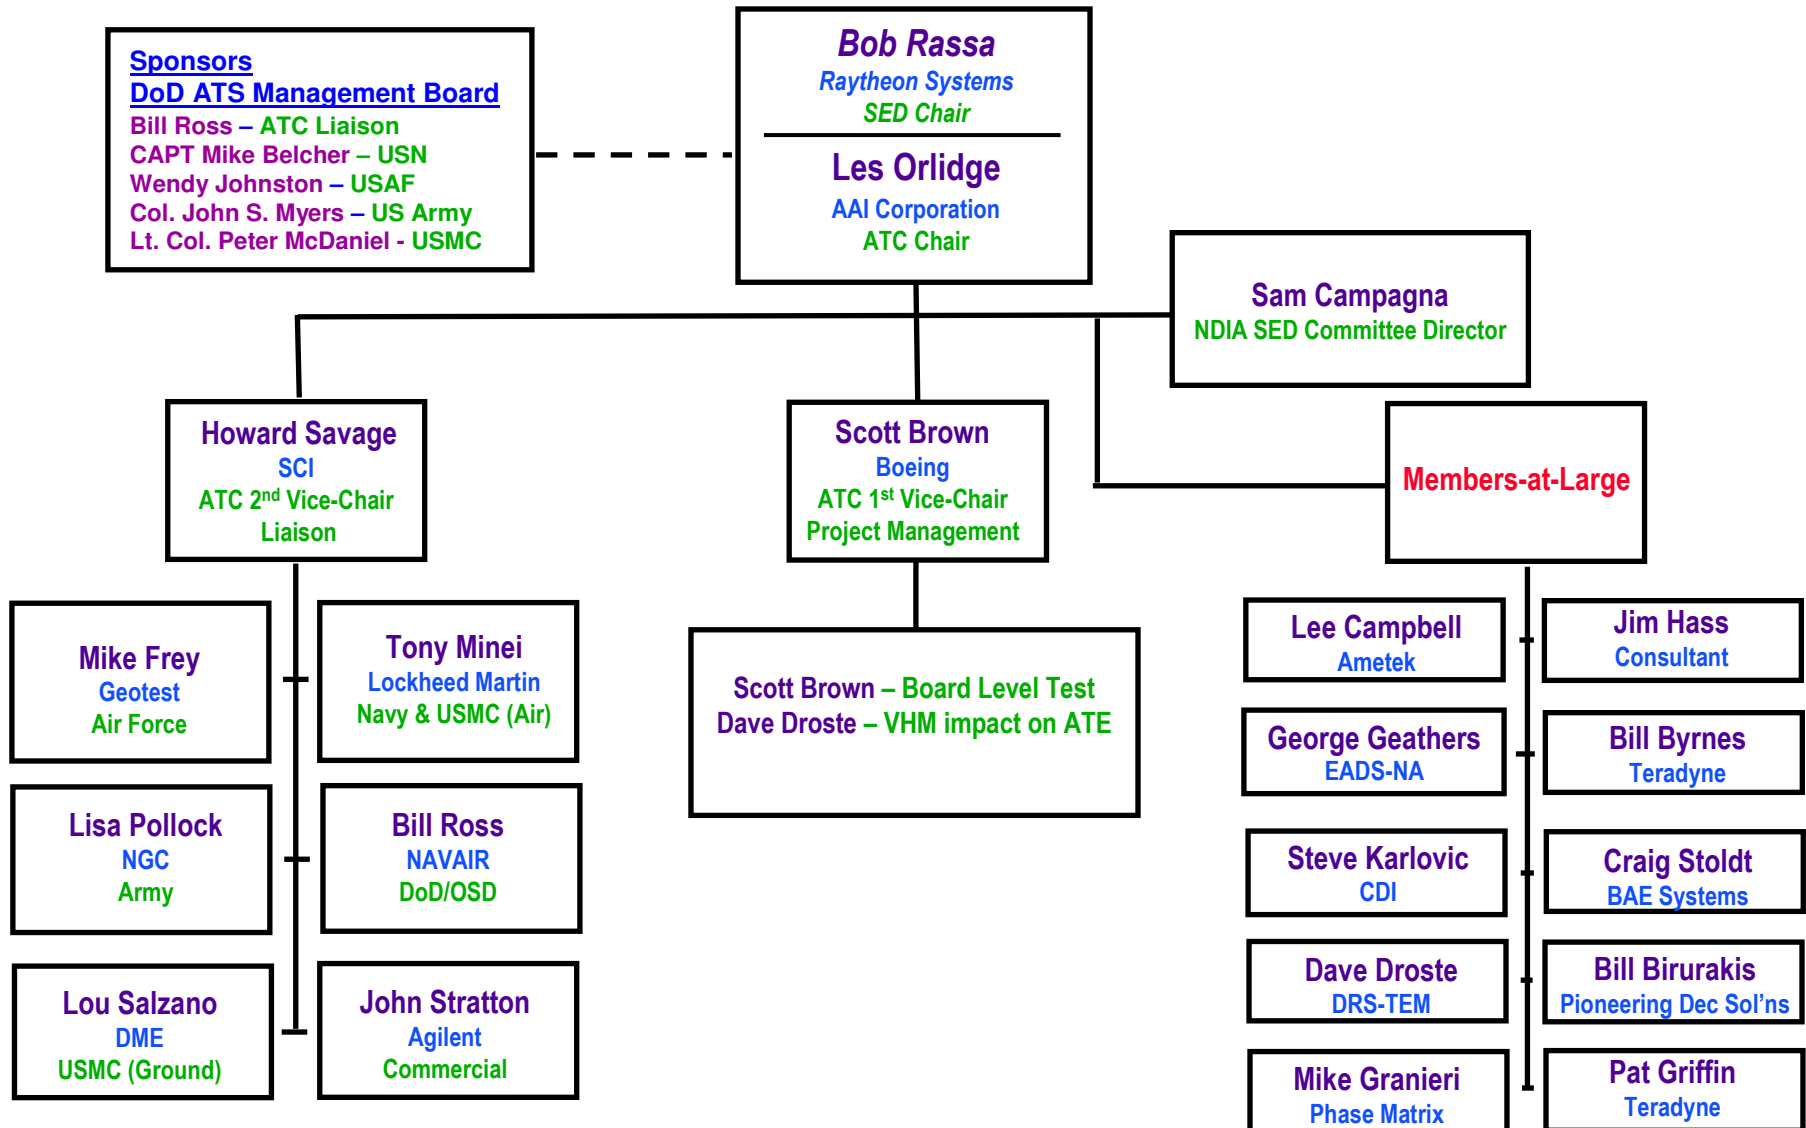 Sponsors
DoD ATS Management Board
Bill Ross – ATC Liaison
CAPT Mike Belcher – USN
Wendy Johnston – USAF
Col. John S. Myers – US Army
Lt. Col. Peter McDaniel - USMC
Bob Rassa
Raytheon Systems
SED Chair
Les Orlidge
AAI Corporation
ATC Chair
Sam Campagna
NDIA SED Committee Director
Howard Savage
SCI
ATC 2nd Vice-Chair
Liaison
Scott Brown
Boeing
ATC 1st Vice-Chair
Project Management
Members-at-Large
Mike Frey
Geotest
Air Force
Tony Minei
Lockheed Martin
Navy & USMC (Air)
Lisa Pollock
NGC
Army
Bill Ross
NAVAIR
DoD/OSD
Lou Salzano
DME
USMC (Ground)
John Stratton
Agilent
Commercial
Scott Brown – Board Level Test
Dave Droste – VHM impact on ATE
Lee Campbell
Ametek
Jim Hass
Consultant
George Geathers
EADS-NA
Bill Byrnes
Teradyne
Steve Karlovic
CDI
Craig Stoldt
BAE Systems
Dave Droste
DRS-TEM
Bill Birurakis
Pioneering Dec Sol'ns
Mike Granieri
Phase Matrix
Pat Griffin
Teradyne